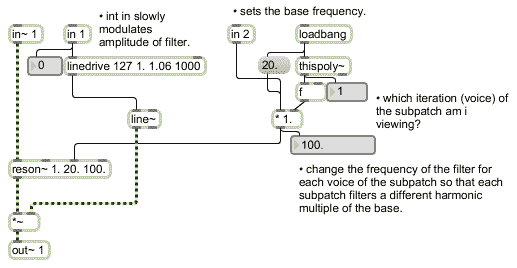 • sets the base frequency.
• int in slowly
modulates
amplitude of filter.
in~ 1
in 1
in 2
loadbang
0
linedrive 127 1. 1.06 1000
20.
thispoly~
f
1
• which iteration (voice) of
the subpatch am i
viewing?
line~
* 1.
100.
reson~ 1. 20. 100.
• change the frequency of the filter for
each voice of the subpatch so that each
subpatch filters a different harmonic
multiple of the base.
*~
out~ 1